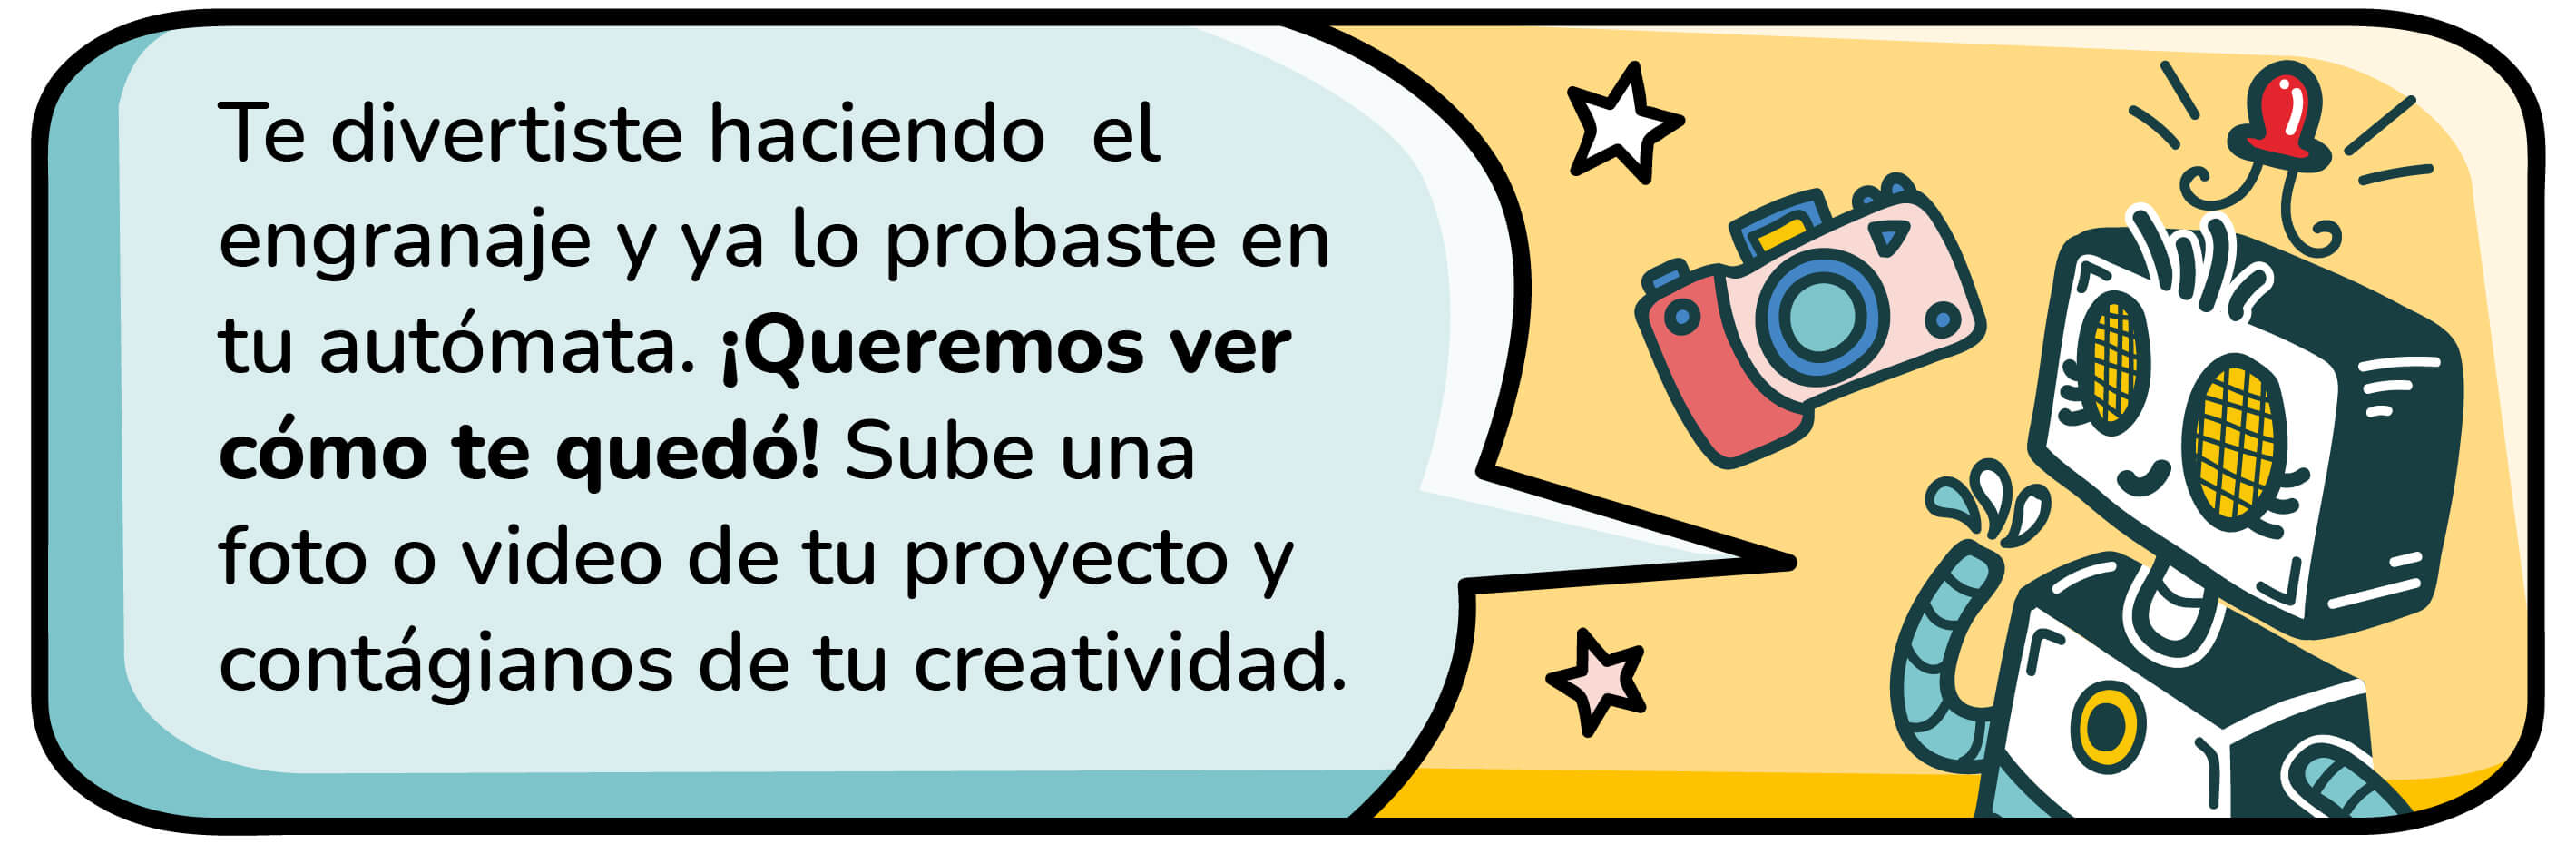 Te divertiste haciendo  el
engranaje y ya lo probaste en
tu autómata. ¡Queremos ver
cómo te quedó! Sube una
foto o video de tu proyecto y
contágianos de tu creatividad.